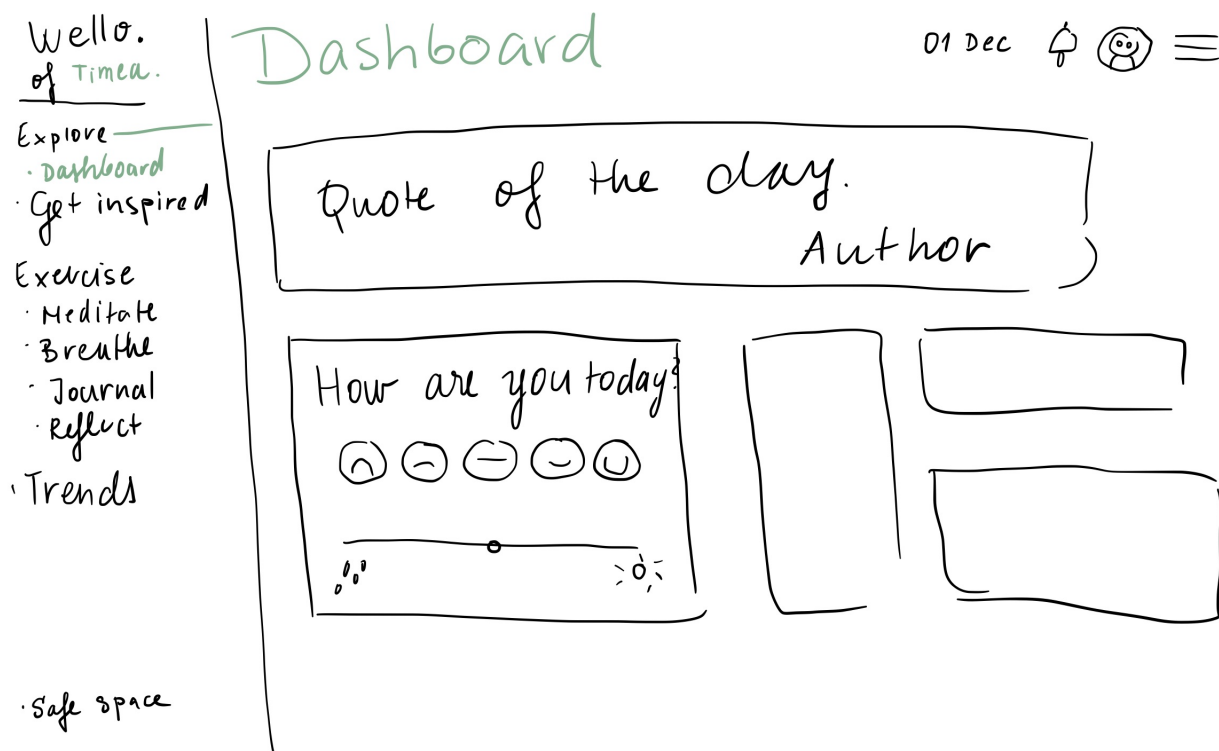 Wello.
of Timea.
Explore
· Dashboard
· Get inspired
Exercise
· Meditate
· Breathe
· Journal
· Reflect
· Trends
· Safe space
Dashboard
01 Dec
Quote of the day.
Author
How are you today?